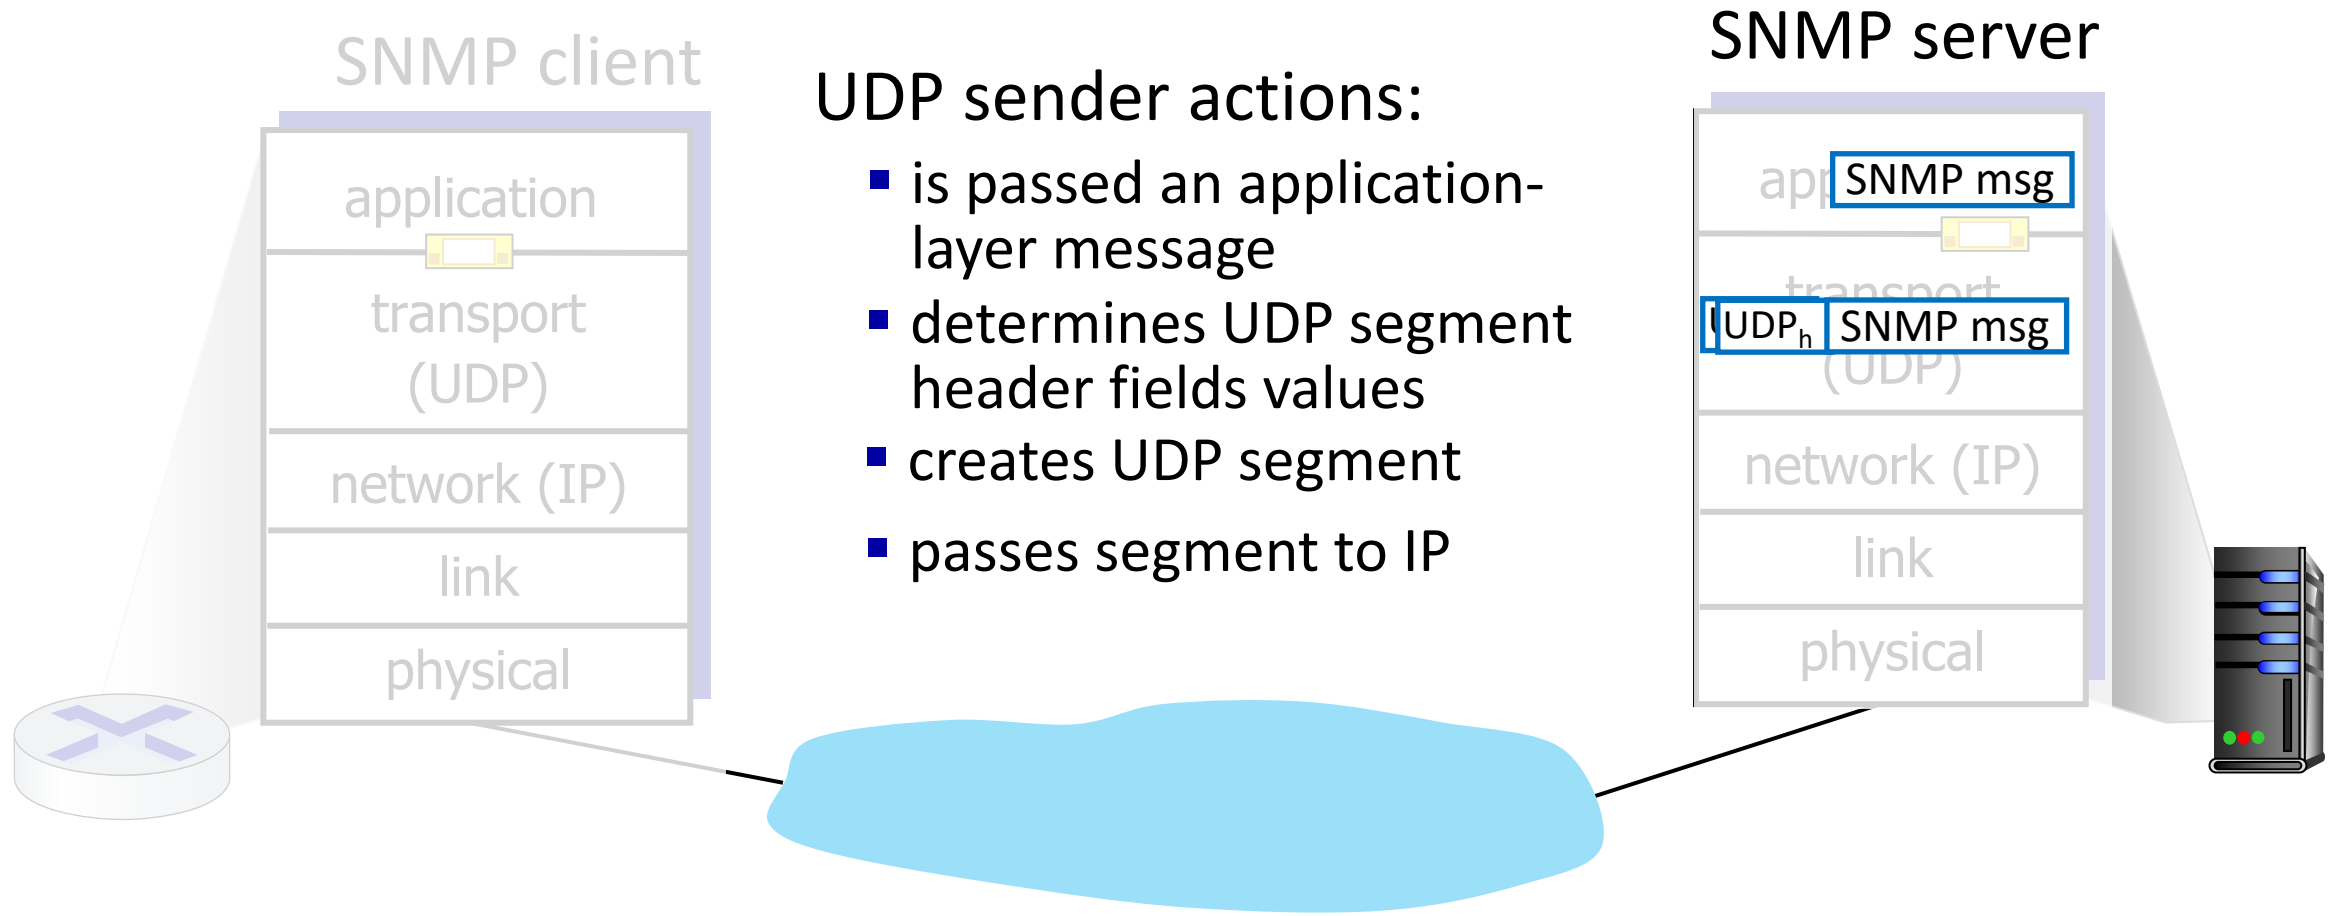 SNMP client
application
transport
(UDP)
network (IP)
link
physical
UDP sender actions:
▪ is passed an application-
layer message
▪ determines UDP segment
header fields values
▪ creates UDP segment
▪ passes segment to IP
SNMP server
SNMP msg
transport
UDPh SNMP msg
(UDP)
network (IP)
link
physical